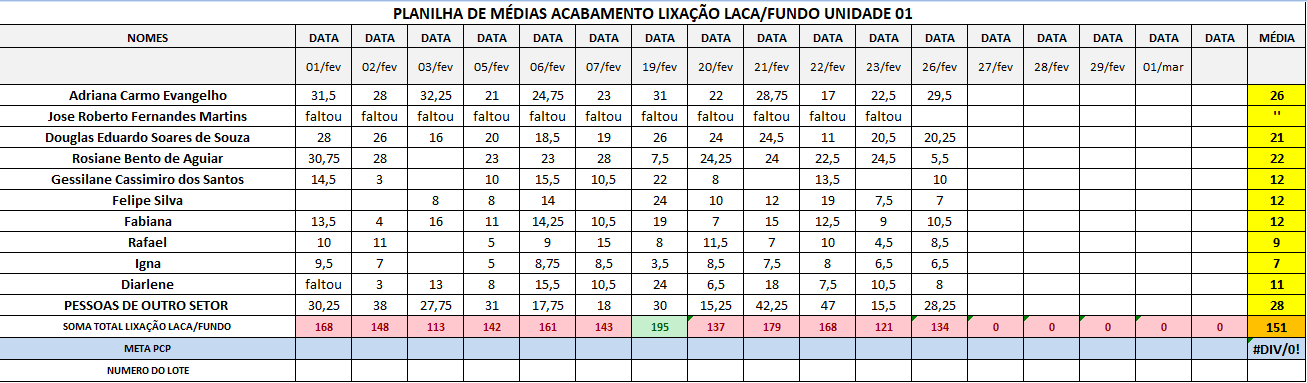 PLANILHA DE MÉDIAS ACABAMENTO LIXAÇÃO LACA/FUNDO UNIDADE 01
NOMES DATA DATA DATA DATA DATA DATA DATA DATA DATA DATA DATA DATA DATA DATA DATA DATA DATA MÉDIA
01/fev 02/fev 03/fev 05/fev 06/fev 07/fev 19/fev 20/fev 21/fev 22/fev 23/fev 26/fev 27/fev 28/fev 29/fev 01/mar
Adriana Carmo Evangelho 31,5 28 32,25 21 24,75 23 31 22 28,75 17 22,5 29,5 26
Jose Roberto Fernandes Martins faltou faltou faltou faltou faltou faltou faltou faltou faltou faltou faltou "
Douglas Eduardo Soares de Souza 28 26 16 20 18,5 19 26 24 24,5 11 20,5 20,25 21
Rosiane Bento de Aguiar 30,75 28 23 23 28 7,5 24,25 24 22,5 24,5 5,5 22
Gessilane Cassimiro dos Santos 14,5 3 10 15,5 10,5 22 8 13,5 10 12
Felipe Silva 8 8 14 24 10 12 19 7,5 7 12
Fabiana 13,5 4 16 11 14,25 10,5 19 7 15 12,5 9 10,5 12
Rafael 10 11 5 9 15 8 11,5 7 10 4,5 8,5 9
Igna 9,5 7 5 8,75 8,5 3,5 8,5 7,5 8 6,5 6,5 7
Diarlene faltou 3 13 8 15,5 10,5 24 6,5 18 7,5 10,5 8 11
PESSOAS DE OUTRO SETOR 30,25 38 27,75 31 17,75 18 30 15,25 42,25 47 15,5 28,25 28
SOMA TOTAL LIXAÇÃO LACA/FUNDO 168 148 113 142 161 143 195 137 179 168 121 134 0 0 0 0 0 151
META PCP #DIV/0!
NUMERO DO LOTE